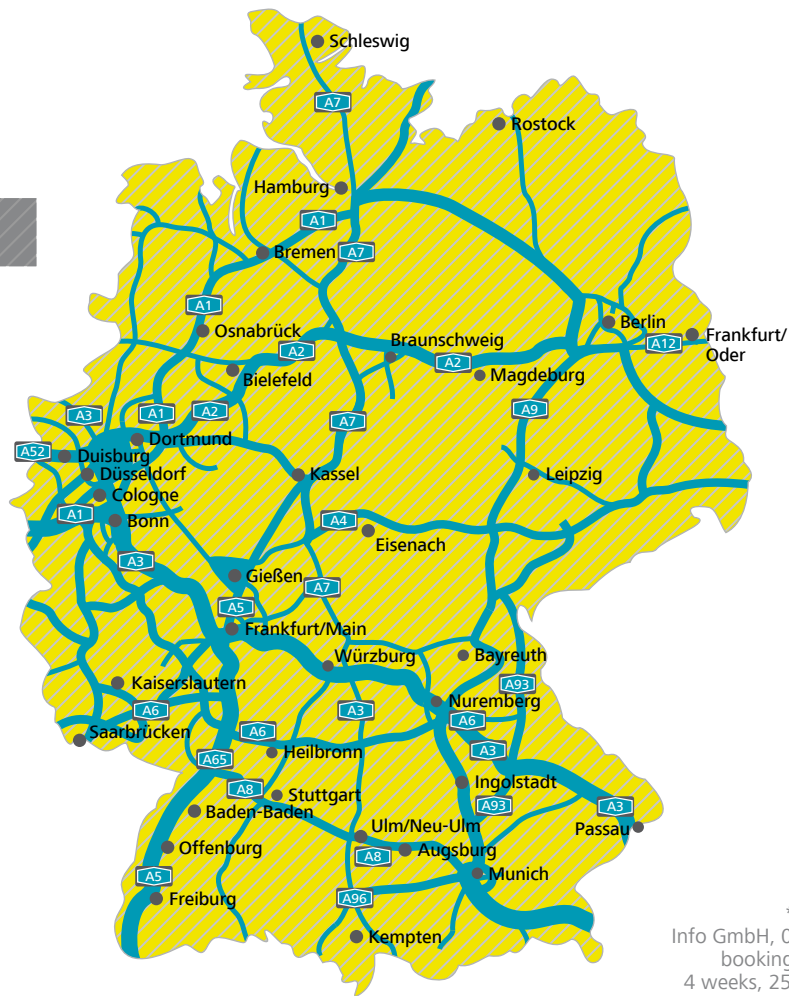 Schleswig
A7
Rostock
Hamburg
A1
Bremen
A7
A1
Osnabrück
Berlin
Frankfurt/
Oder
A12
Braunschweig
A2
A2
Bielefeld
Magdeburg
A3
A1
A2
A7
A9
Dortmund
A52
Duisburg
Düsseldorf
Kassel
Leipzig
Cologne
A1
Bonn
A4
Eisenach
A3
Gießen
A7
A5
Frankfurt/Main
Würzburg
Bayreuth
Kaiserslautern
A93
A6
A3
Nuremberg
A6
Saarbrücken
A6
Heilbronn
A3
A65
A8
Ingolstadt
Stuttgart
A93
A3
Baden-Baden
Passau
Ulm/Neu-Ulm
Offenburg
A8
Augsburg
A5
Munich
Freiburg
A96
Kempten
*
Info GmbH, 0
booking
4 weeks, 25